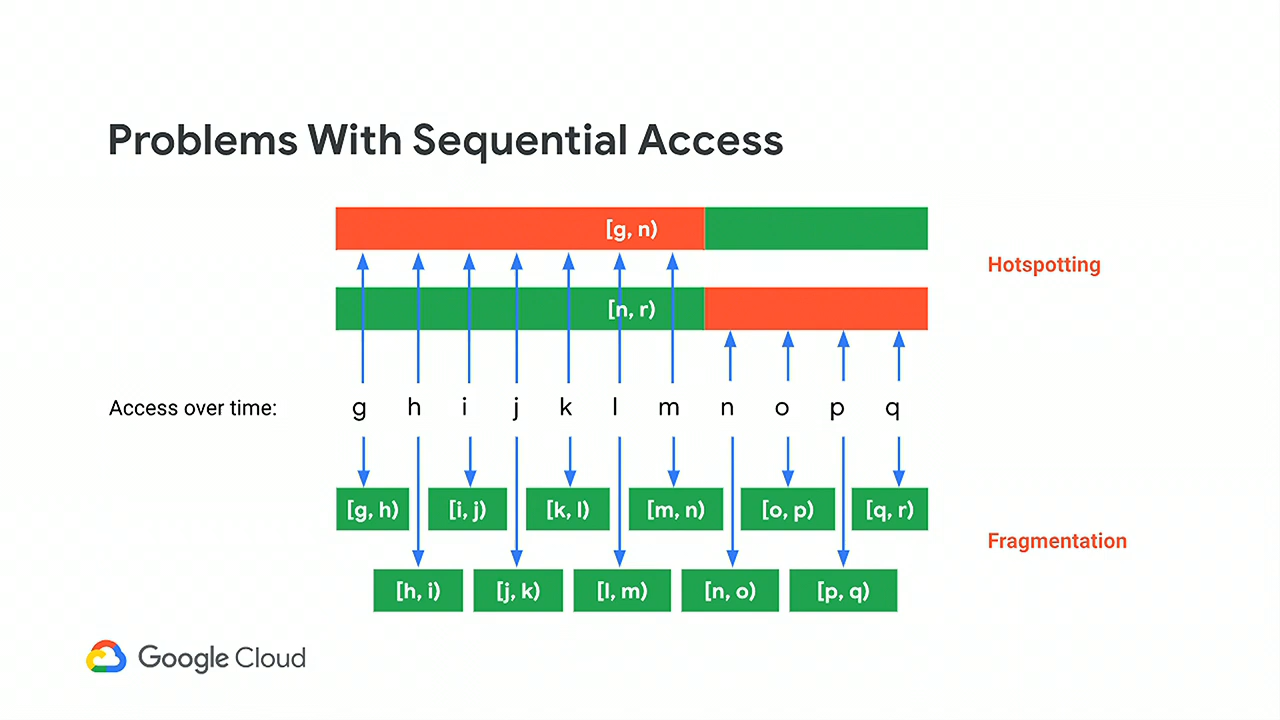 Problems With Sequential Access
[g, n)
Hotspotting
[n, r)
Access over time: g h i j k l m n o p q
[g, h) [i, j) [k, l) [m, n) [o, p) [q, r)
Fragmentation
[h, i) [j, k) [l, m) [n, o) [p, q)
Google Cloud